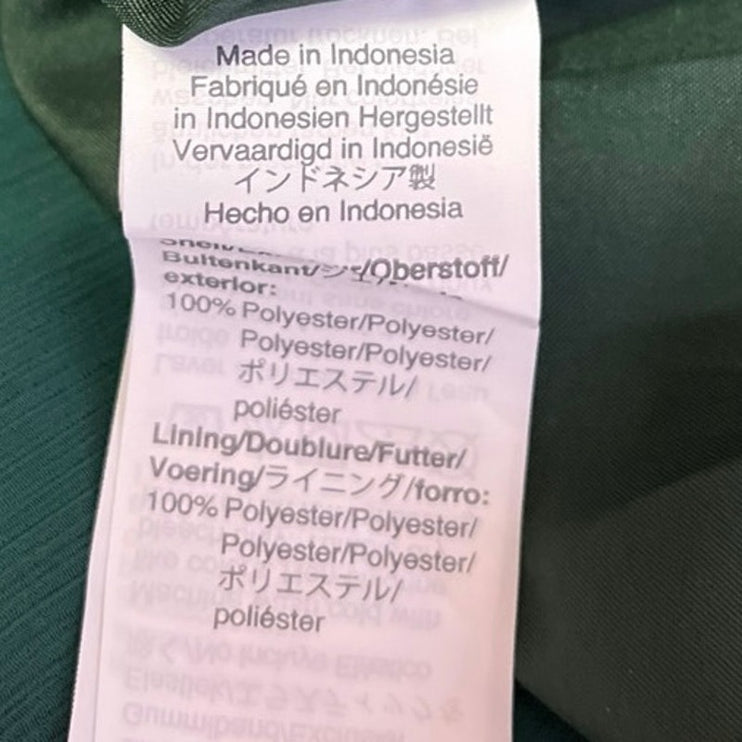 Made in Indonesia
Fabriqué en Indonésie
in Indonesien Hergestellt
Vervaardigd in Indonesië
インドネシア製
Hecho en Indonesia
Buitenkant/シェル/Oberstoff/
exterior:
100% Polyester/Polyester/
Polyester/Polyester/
ポリエステル/
poliéster
Lining/Doublure/Futter/
Voering/ライニング/forro:
100% Polyester/Polyester/
Polyester/Polyester/
ポリエステル/
poliéster